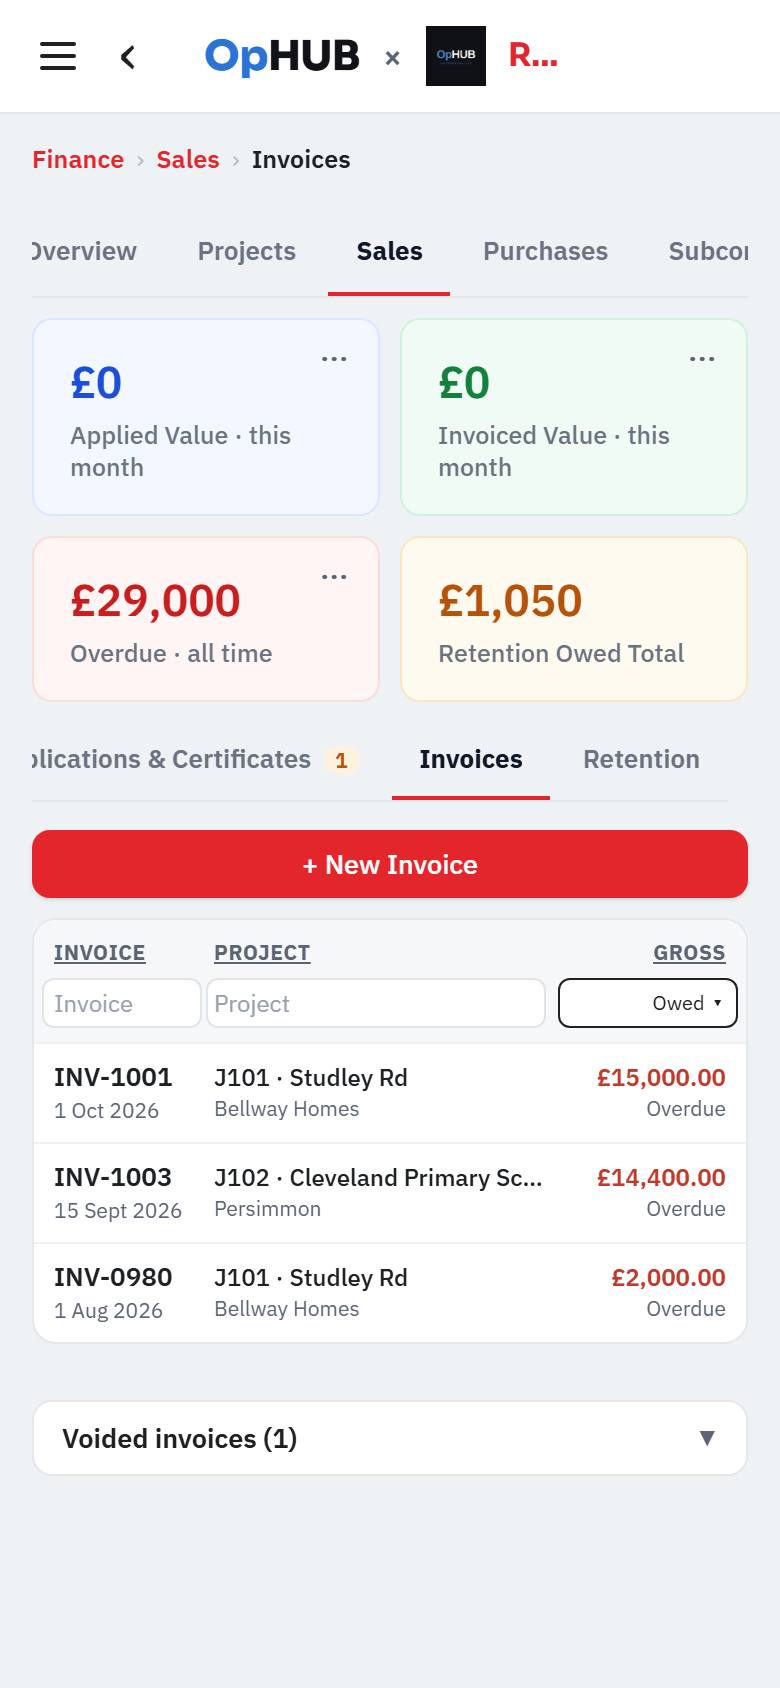 OpHUB × OpHUB R...
Finance › Sales › Invoices
Overview Projects Sales Purchases Subcon
£0
Applied Value · this
month
£0
Invoiced Value · this
month
£29,000
Overdue · all time
£1,050
Retention Owed Total
plications & Certificates 1 Invoices Retention
+ New Invoice
INVOICE PROJECT GROSS
Invoice Project Owed
INV-1001 J101 · Studley Rd £15,000.00
1 Oct 2026 Bellway Homes Overdue
INV-1003 J102 · Cleveland Primary Sc... £14,400.00
15 Sept 2026 Persimmon Overdue
INV-0980 J101 · Studley Rd £2,000.00
1 Aug 2026 Bellway Homes Overdue
Voided invoices (1)